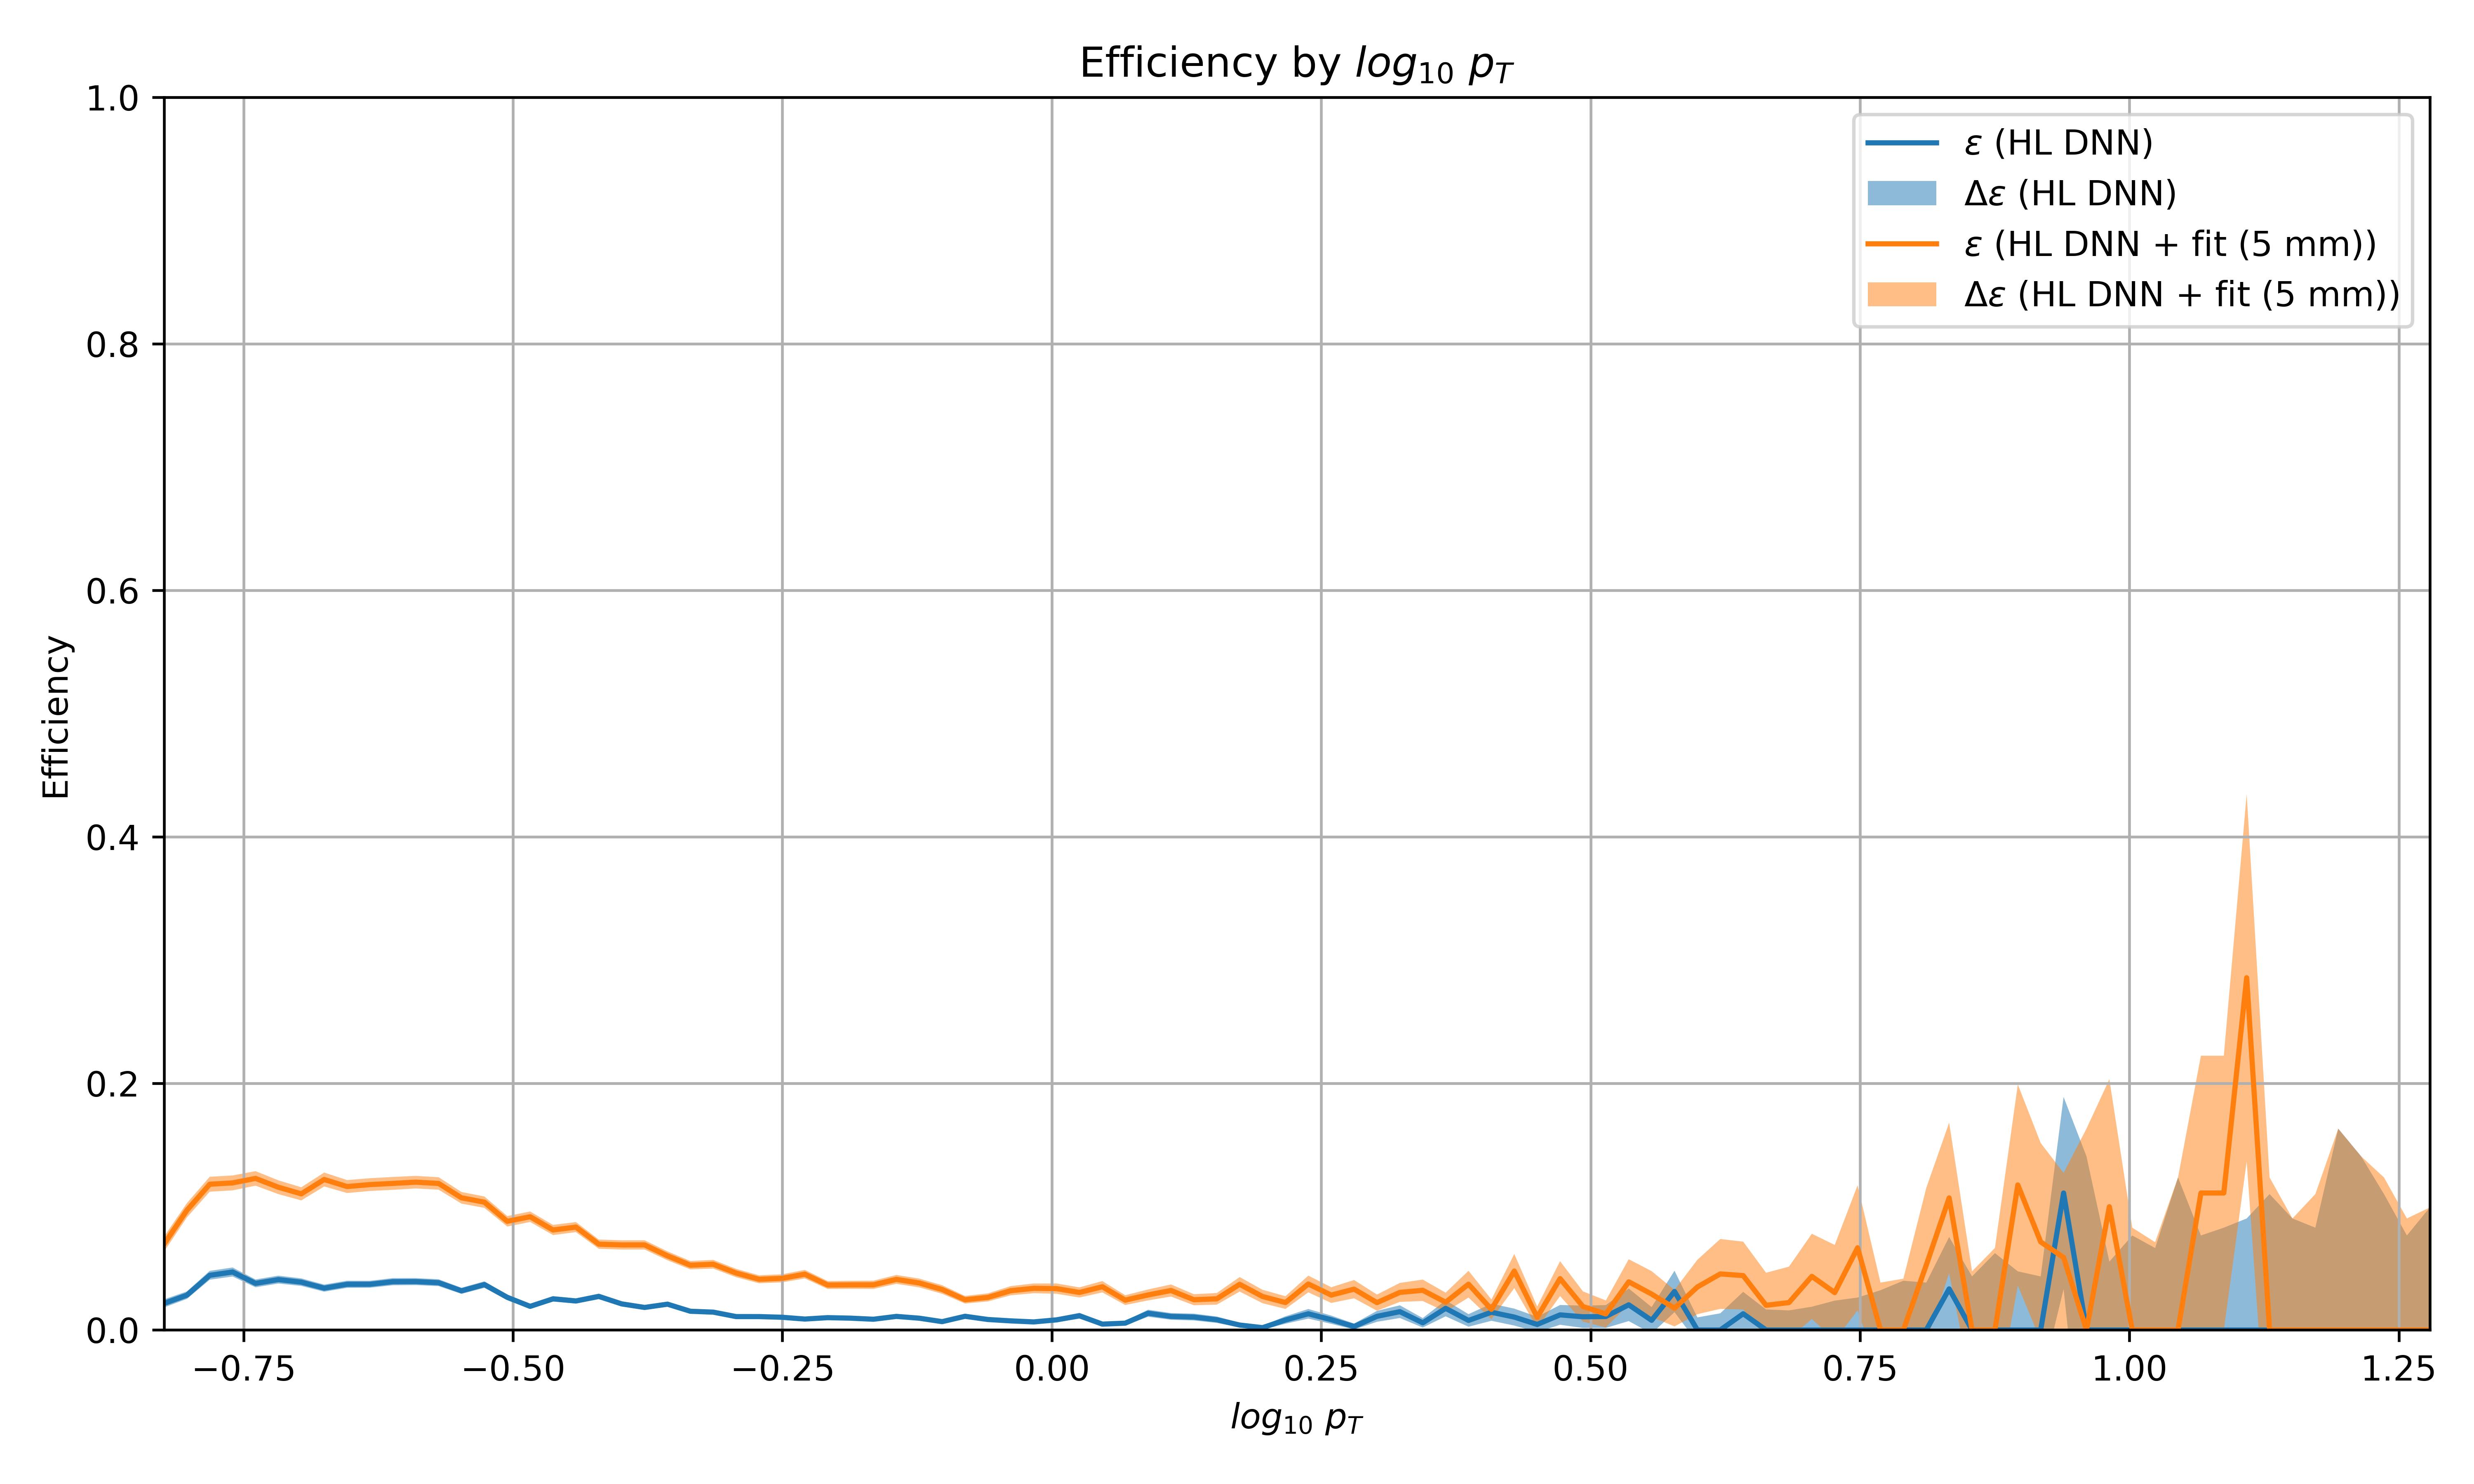 Efficiency by log₁₀ p_T
1.0
0.8
0.6
0.4
0.2
0.0
Efficiency
ε (HL DNN)
Δε (HL DNN)
ε (HL DNN + fit (5 mm))
Δε (HL DNN + fit (5 mm))
−0.75 −0.50 −0.25 0.00 0.25 0.50 0.75 1.00 1.25
log₁₀ p_T